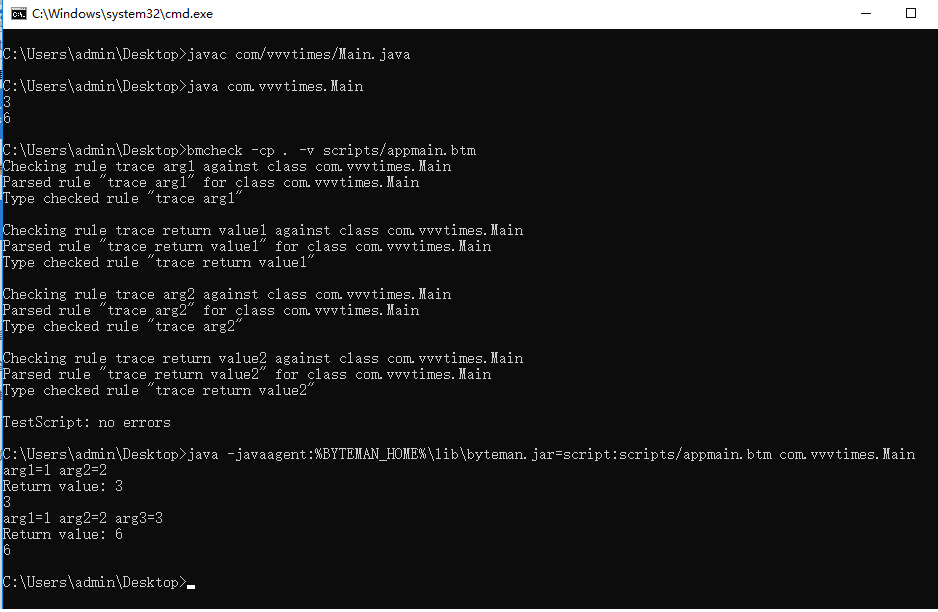 C:\Windows\system32\cmd.exe
C:\Users\admin\Desktop>javac com/vvvtimes/Main.java
C:\Users\admin\Desktop>java com.vvvtimes.Main
3
6
C:\Users\admin\Desktop>bmcheck -cp . -v scripts/appmain.btm
Checking rule trace arg1 against class com.vvvtimes.Main
Parsed rule "trace arg1" for class com.vvvtimes.Main
Type checked rule "trace arg1"
Checking rule trace return value1 against class com.vvvtimes.Main
Parsed rule "trace return value1" for class com.vvvtimes.Main
Type checked rule "trace return value1"
Checking rule trace arg2 against class com.vvvtimes.Main
Parsed rule "trace arg2" for class com.vvvtimes.Main
Type checked rule "trace arg2"
Checking rule trace return value2 against class com.vvvtimes.Main
Parsed rule "trace return value2" for class com.vvvtimes.Main
Type checked rule "trace return value2"
TestScript: no errors
C:\Users\admin\Desktop>java -javaagent:%BYTEMAN_HOME%\lib\byteman.jar=script:scripts/appmain.btm com.vvvtimes.Main
arg1=1 arg2=2
Return value: 3
3
arg1=1 arg2=2 arg3=3
Return value: 6
6
C:\Users\admin\Desktop>